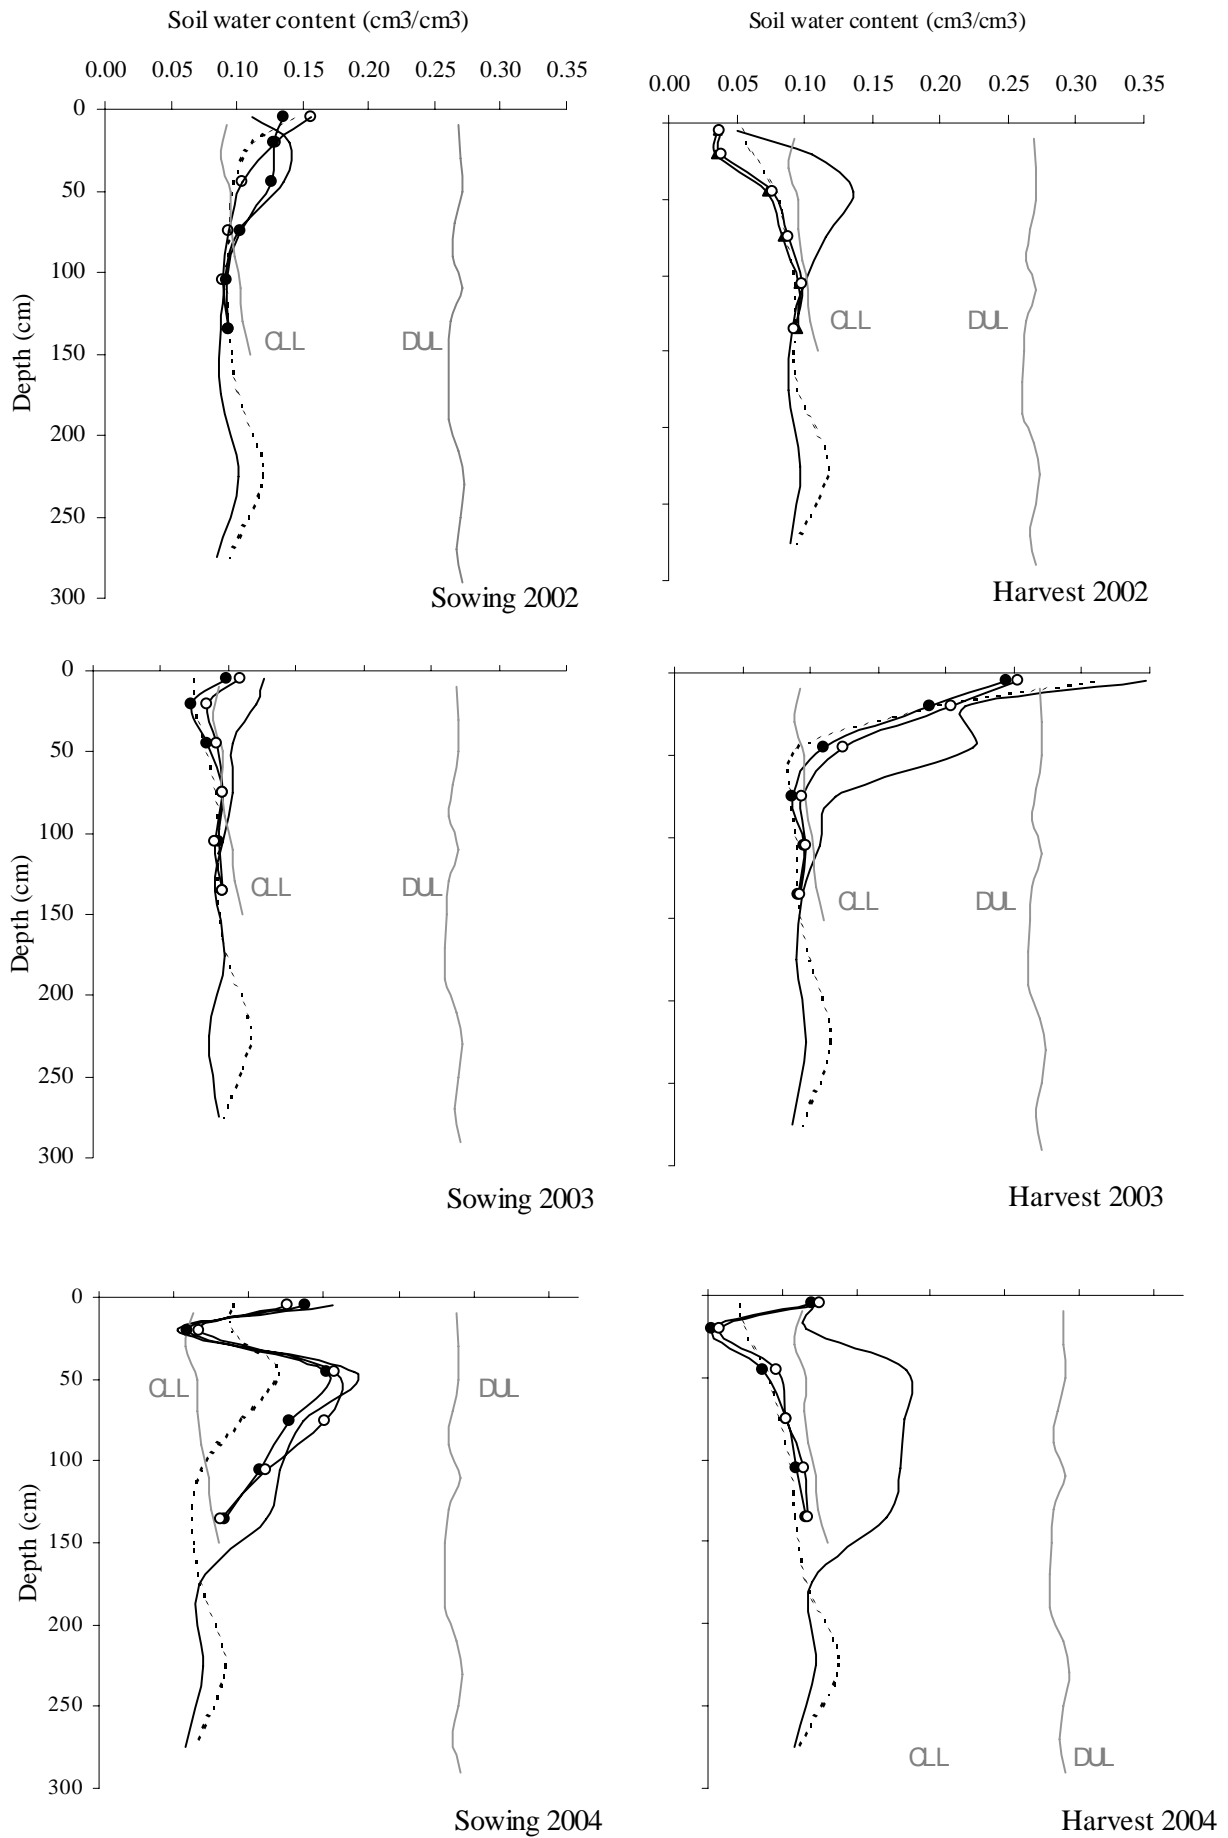 Soil water content (cm3/cm3)
Soil water content (cm3/cm3)
0.00 0.05 0.10 0.15 0.20 0.25 0.30 0.35
0.00 0.05 0.10 0.15 0.20 0.25 0.30 0.35
0
50
100
150
200
250
300
Depth (cm)
CLL
DUL
Sowing 2002
CLL
DUL
Harvest 2002
0
50
100
150
200
250
300
Depth (cm)
CLL
DUL
Sowing 2003
CLL
DUL
Harvest 2003
0
50
100
150
200
250
300
Depth (cm)
CLL
DUL
Sowing 2004
CLL
DUL
Harvest 2004